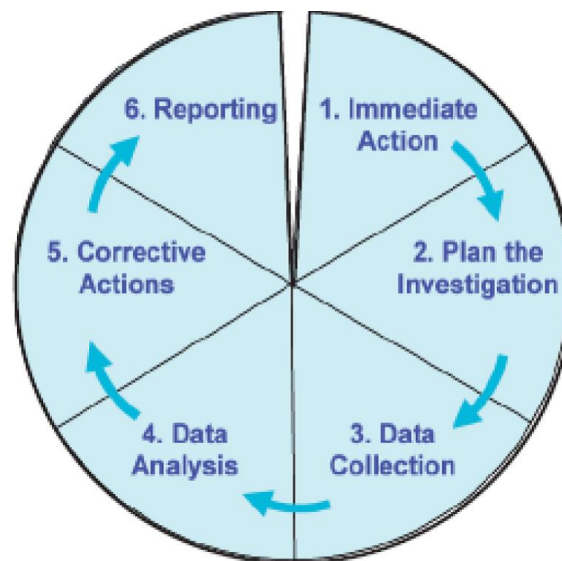 1. Immediate
Action
2. Plan the
Investigation
3. Data
Collection
4. Data
Analysis
5. Corrective
Actions
6. Reporting